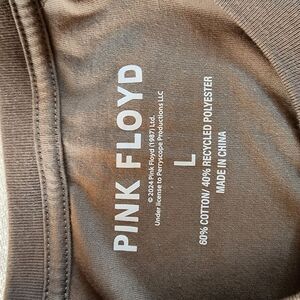 PINK FLOYD
© 2024 Pink Floyd (1987) Ltd.
Under license to Perryscope Productions LLC
L
60% COTTON/ 40% RECYCLED POLYESTER
MADE IN CHINA